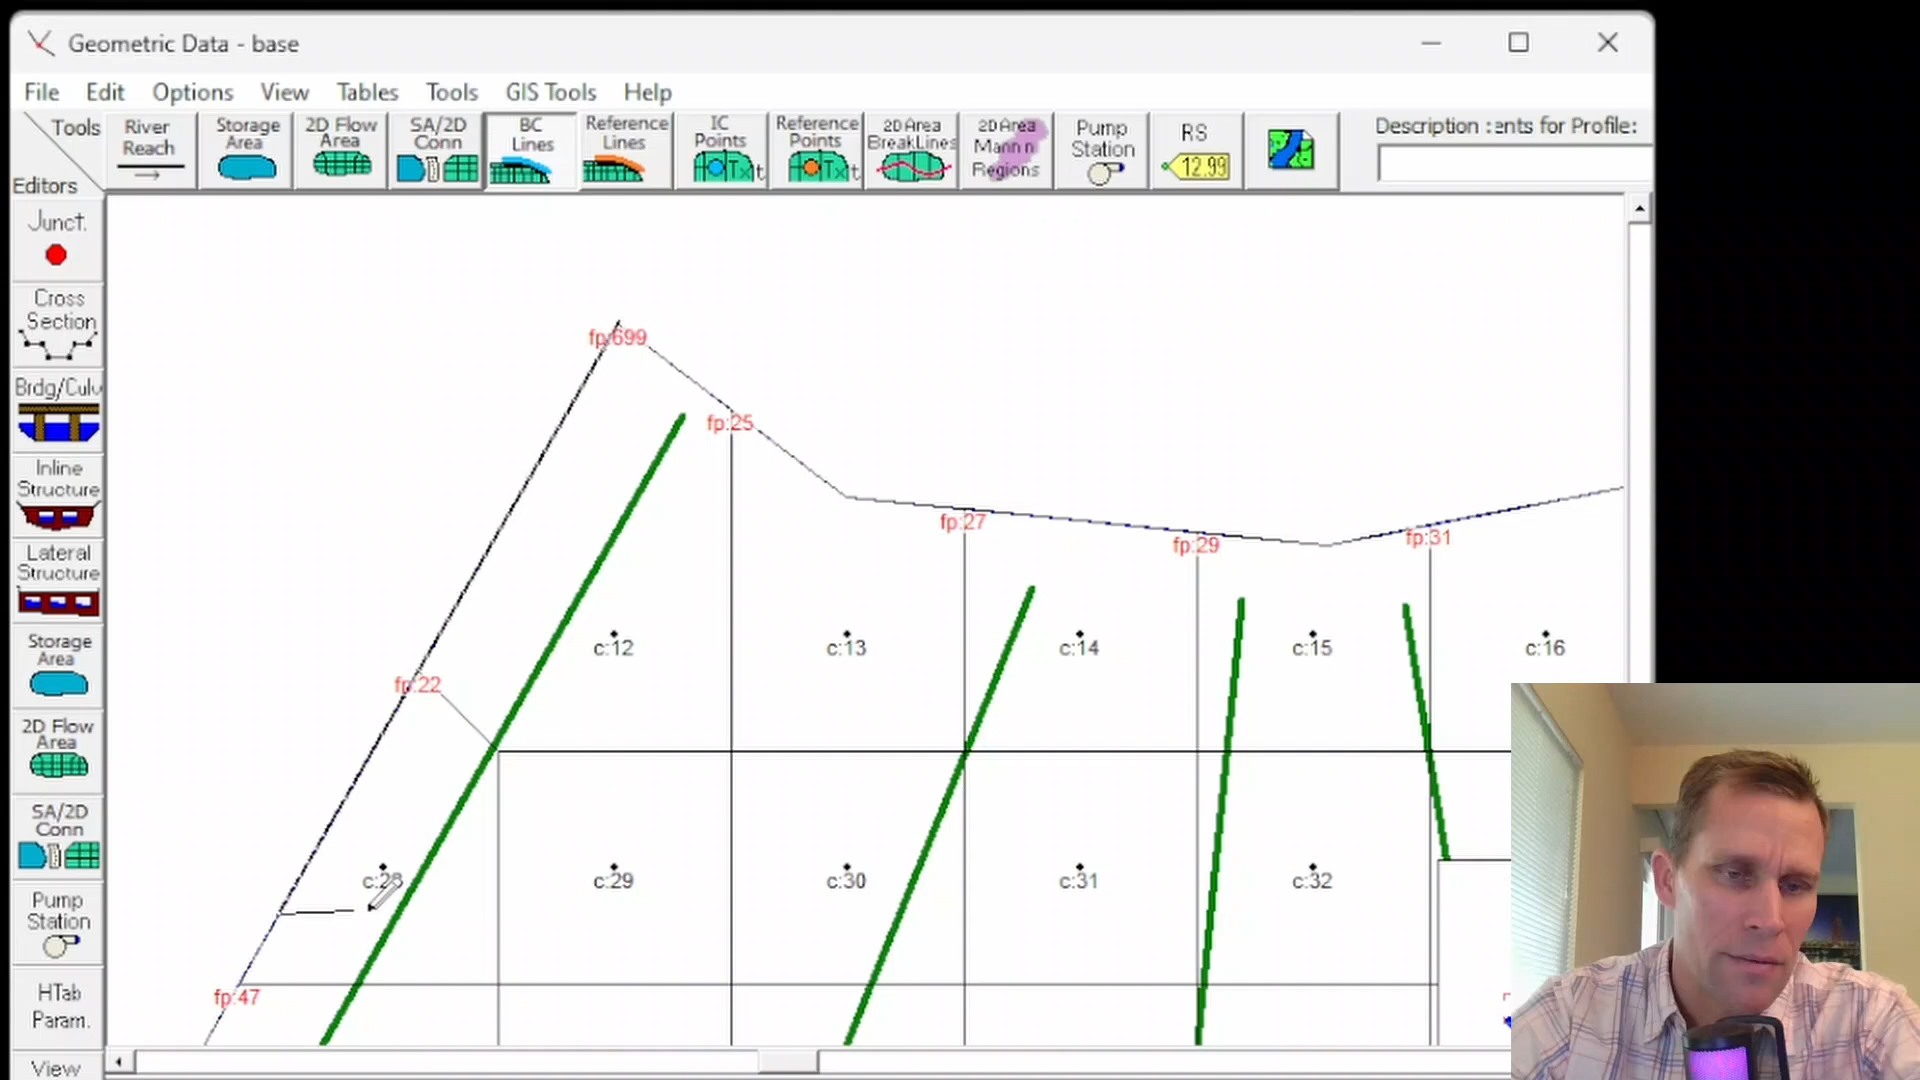 Geometric Data - base
File Edit Options View Tables Tools GIS Tools Help
Tools
Editors
River Reach
Storage Area
2D Flow Area
SA/2D Conn
BC Lines
Reference Lines
IC Points
Reference Points
2D Area BreakLines
2D Area Mann n Regions
Pump Station
RS
12.99
Description :ents for Profile:
Junct.
Cross Section
Brdg/Culv
Inline Structure
Lateral Structure
Storage Area
2D Flow Area
SA/2D Conn
Pump Station
HTab Param.
View
fp:699
fp:25
fp:27
fp:29
fp:31
c:12
c:13
c:14
c:15
c:16
fp:22
c:28
c:29
c:30
c:31
c:32
fp:47